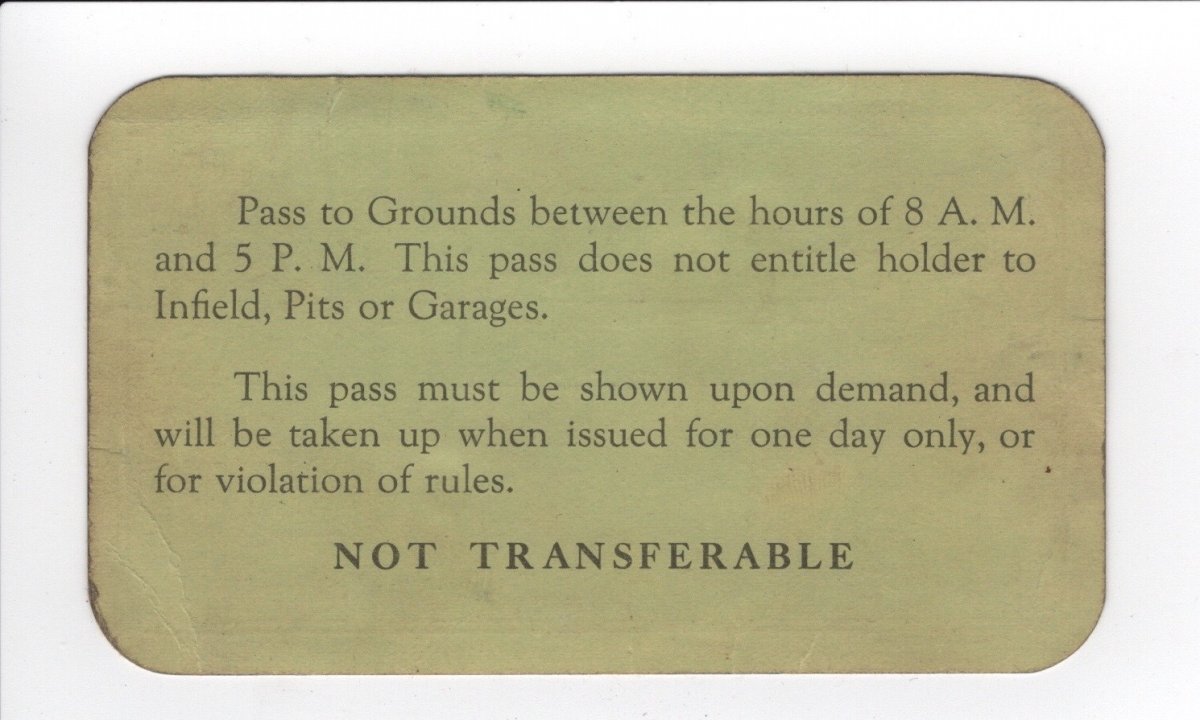 Pass to Grounds between the hours of 8 A. M.
and 5 P. M. This pass does not entitle holder to
Infield, Pits or Garages.
This pass must be shown upon demand, and
will be taken up when issued for one day only, or
for violation of rules.
NOT TRANSFERABLE